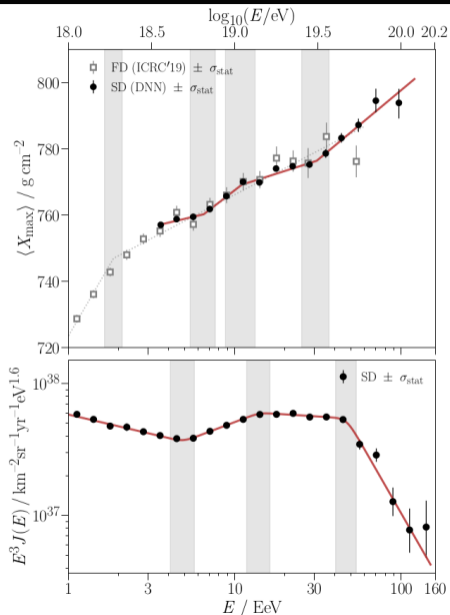 log₁₀(E/eV)
18.0 18.5 19.0 19.5 20.0 20.2
FD (ICRC'19) ± σstat
SD (DNN) ± σstat
⟨Xmax⟩ / g cm⁻²
800
780
760
740
720
SD ± σstat
E³J(E) / km⁻²sr⁻¹yr⁻¹eV¹·⁶
10³⁸
10³⁷
1 3 10 30 100 160
E / EeV